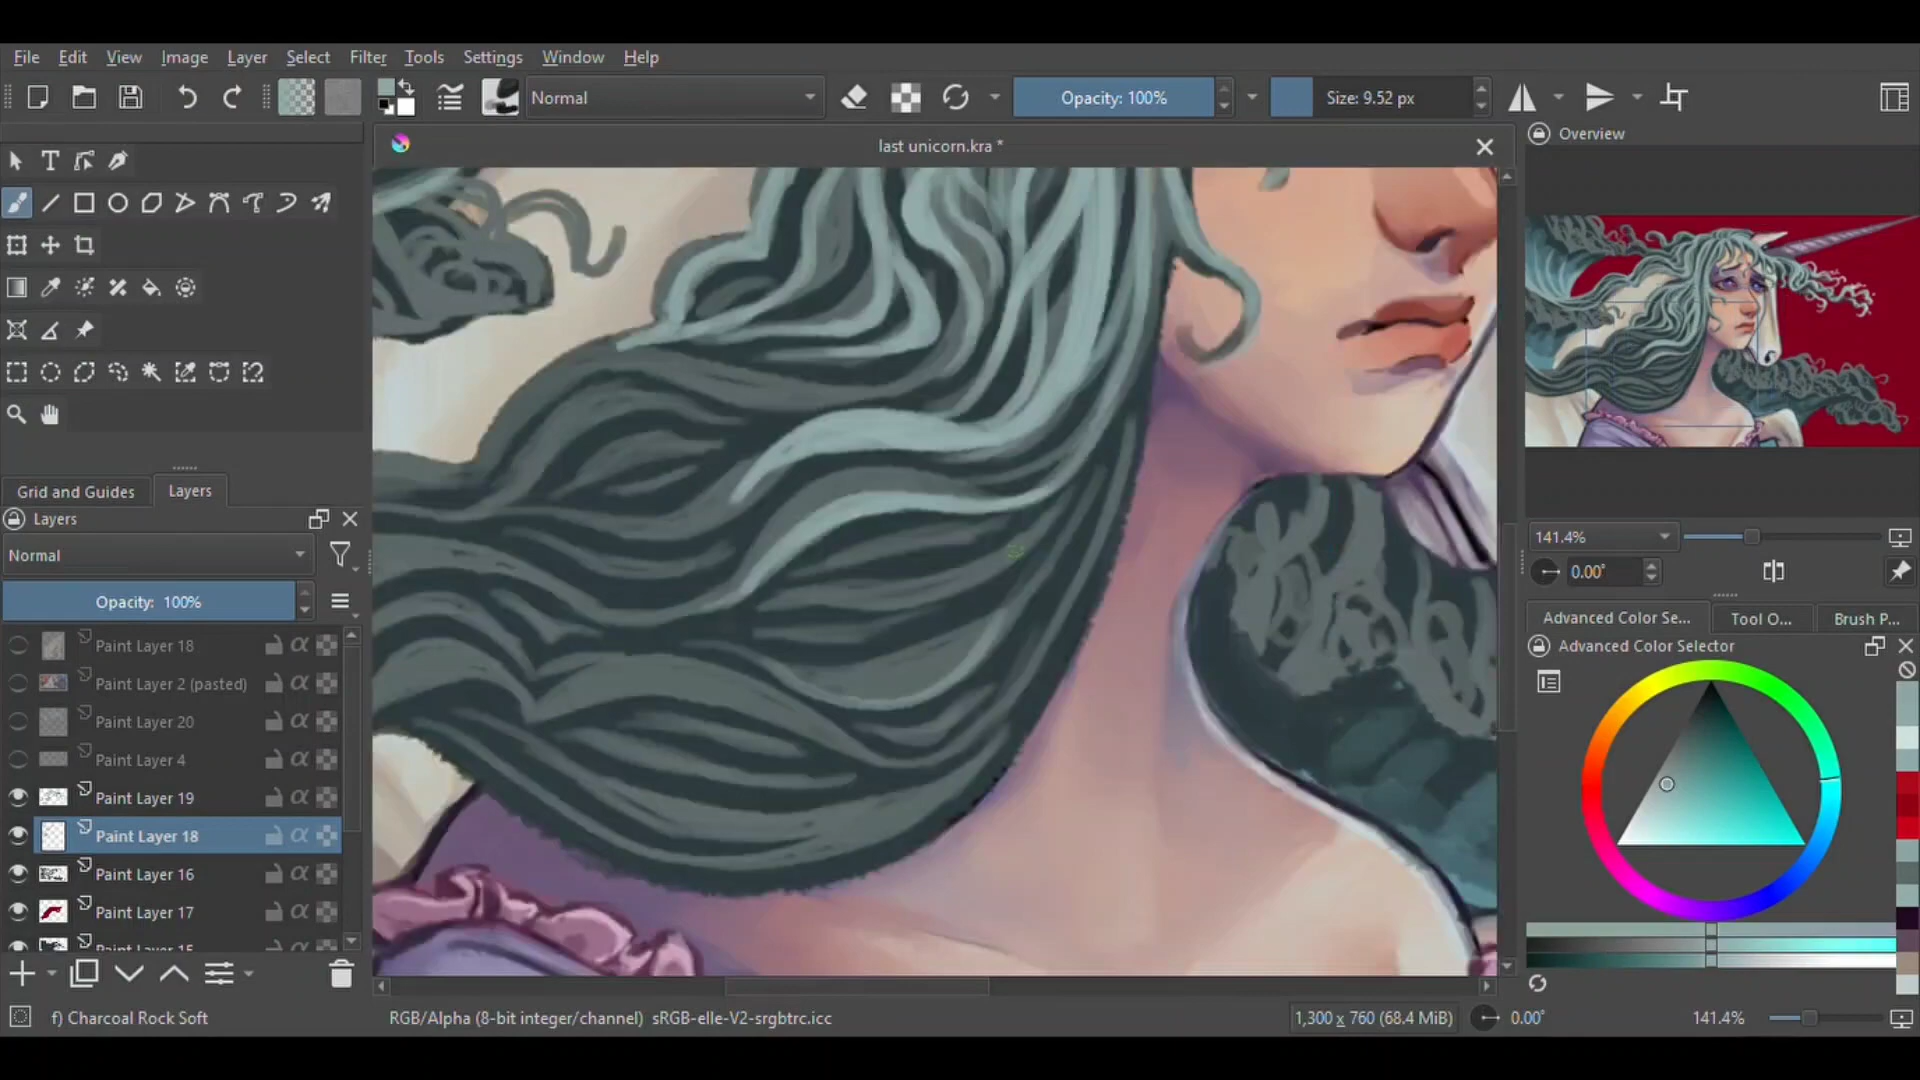 File Edit View Image Layer Select Filter Tools Settings Window Help
Normal Opacity: 100% Size: 9.52 px
last unicorn.kra *
Overview
T
Grid and Guides Layers
Layers
Normal
Opacity: 100%
Paint Layer 18
Paint Layer 2 (pasted)
Paint Layer 20
Paint Layer 4
Paint Layer 19
Paint Layer 18
Paint Layer 16
Paint Layer 17
Paint Layer 15
141.4%
0.00°
Advanced Color Se... Tool O... Brush P...
Advanced Color Selector
f) Charcoal Rock Soft
RGB/Alpha (8-bit integer/channel) sRGB-elle-V2-srgbtrc.icc
1,300 x 760 (68.4 MiB) 0.00° 141.4%